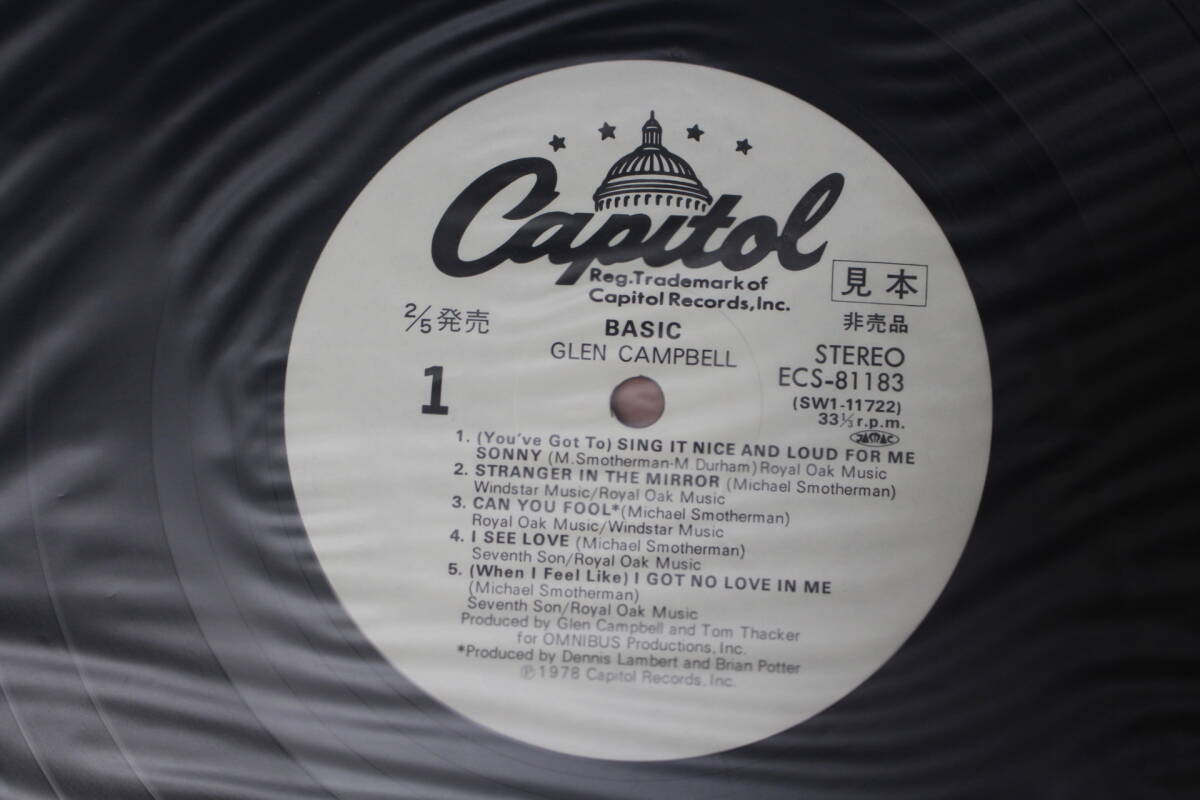 Capitol
Reg.Trademark of
Capitol Records,Inc.
見本
非売品
2/5発売
BASIC
GLEN CAMPBELL
STEREO
ECS-81183
(SW1-11722)
33⅓ r.p.m.
JASRAC
1
1. (You've Got To) SING IT NICE AND LOUD FOR ME
SONNY (M.Smotherman-M.Durham) Royal Oak Music
2. STRANGER IN THE MIRROR (Michael Smotherman)
Windstar Music/Royal Oak Music
3. CAN YOU FOOL*(Michael Smotherman)
Royal Oak Music/Windstar Music
4. I SEE LOVE (Michael Smotherman)
Seventh Son/Royal Oak Music
5. (When I Feel Like) I GOT NO LOVE IN ME
(Michael Smotherman)
Seventh Son/Royal Oak Music
Produced by Glen Campbell and Tom Thacker
for OMNIBUS Productions, Inc.
*Produced by Dennis Lambert and Brian Potter
℗1978 Capitol Records, Inc.